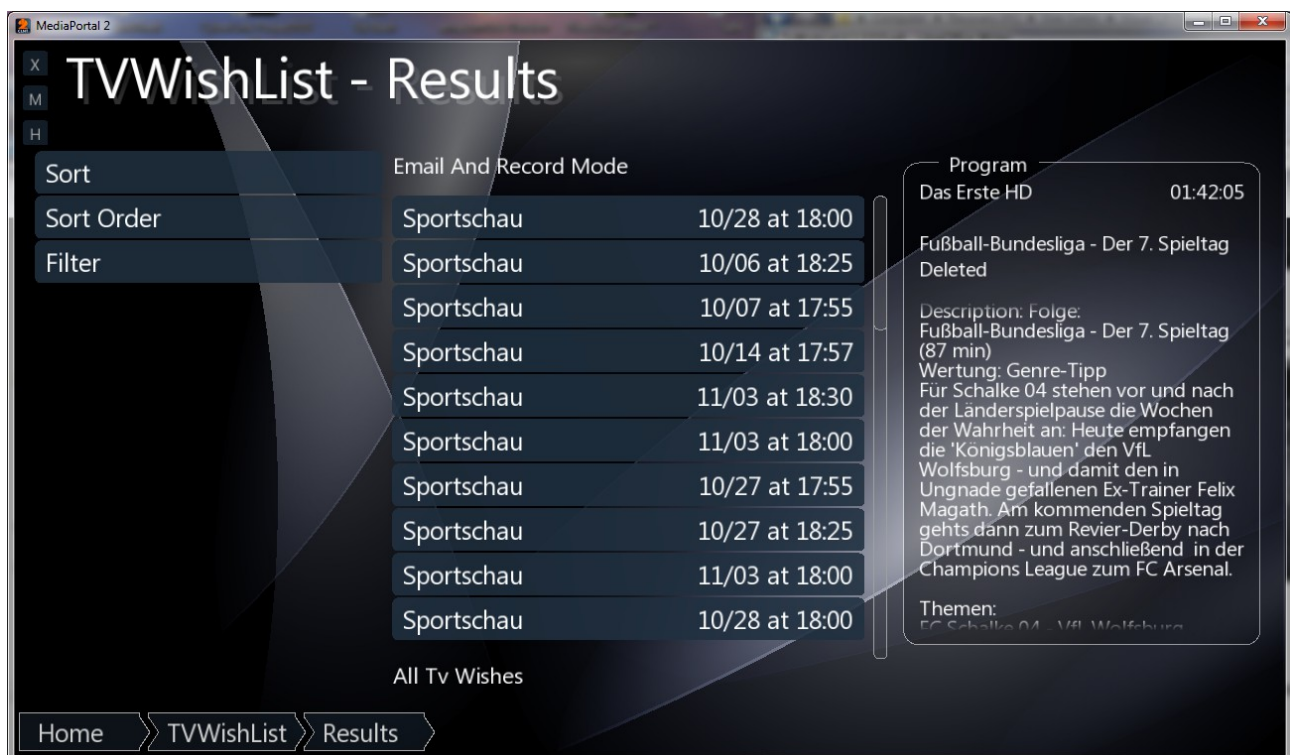 MediaPortal 2
X
M
H
TVWishList - Results
Sort
Sort Order
Filter
Email And Record Mode
Sportschau 10/28 at 18:00
Sportschau 10/06 at 18:25
Sportschau 10/07 at 17:55
Sportschau 10/14 at 17:57
Sportschau 11/03 at 18:30
Sportschau 11/03 at 18:00
Sportschau 10/27 at 17:55
Sportschau 10/27 at 18:25
Sportschau 11/03 at 18:00
Sportschau 10/28 at 18:00
All Tv Wishes
Program
Das Erste HD 01:42:05
Fußball-Bundesliga - Der 7. Spieltag
Deleted
Description: Folge:
Fußball-Bundesliga - Der 7. Spieltag
(87 min)
Wertung: Genre-Tipp
Für Schalke 04 stehen vor und nach
der Länderspielpause die Wochen
der Wahrheit an: Heute empfangen
die 'Königsblauen' den VfL
Wolfsburg - und damit den in
Ungnade gefallenen Ex-Trainer Felix
Magath. Am kommenden Spieltag
gehts dann zum Revier-Derby nach
Dortmund - und anschließend in der
Champions League zum FC Arsenal.
Themen:
FC Schalke 04 - VfL Wolfsburg
Home TVWishList Results